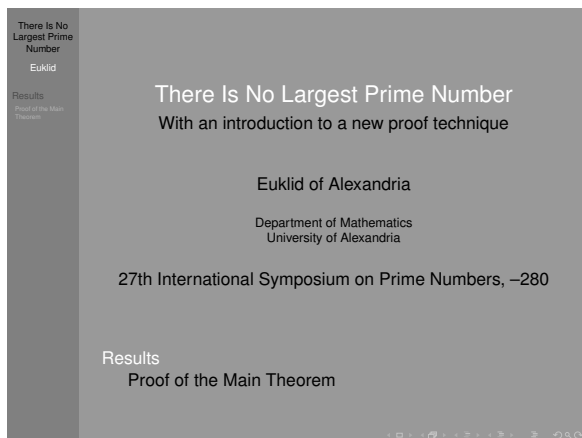 There Is No
Largest Prime
Number
Euklid
Results
Proof of the Main
Theorem
There Is No Largest Prime Number
With an introduction to a new proof technique
Euklid of Alexandria
Department of Mathematics
University of Alexandria
27th International Symposium on Prime Numbers, –280
Results
Proof of the Main Theorem